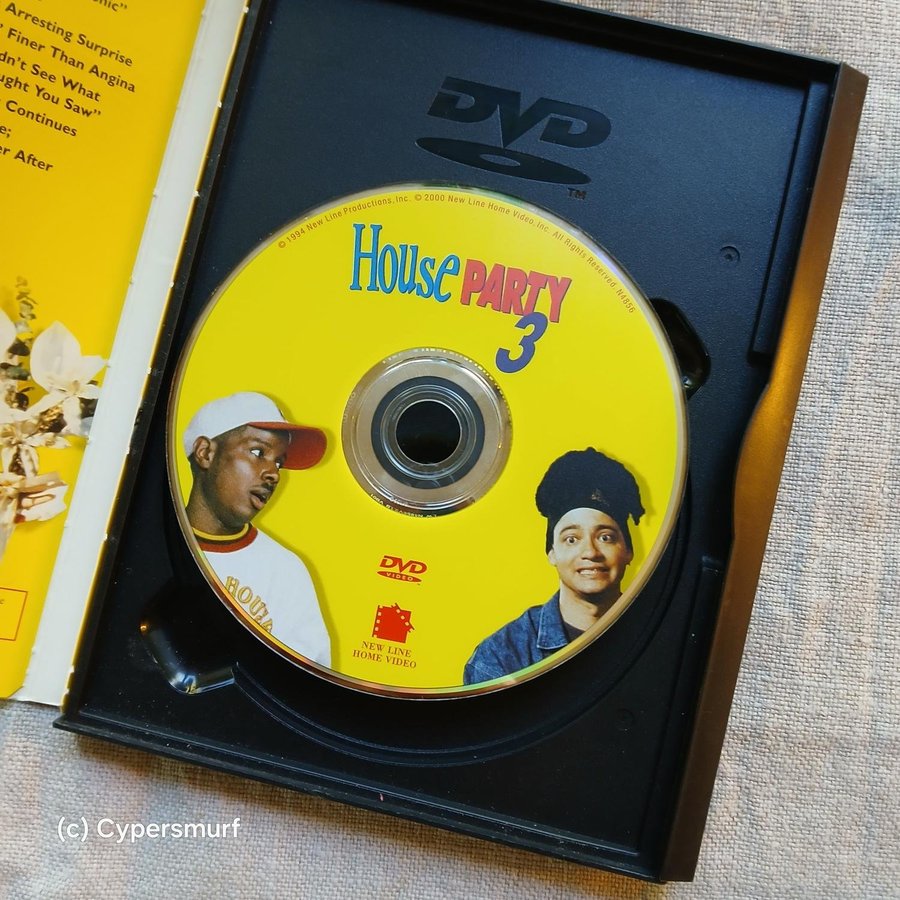 onic"
Arresting Surprise
Finer Than Angina
dn't See What
ught You Saw"
Continues
e;
er After
DVD
TM
© 1994 New Line Productions, Inc. © 2000 New Line Home Video, Inc. All Rights Reserved. N4856
House PARTY
3
HOUS
DVD
VIDEO
NEW LINE
HOME VIDEO
(c) Cypersmurf